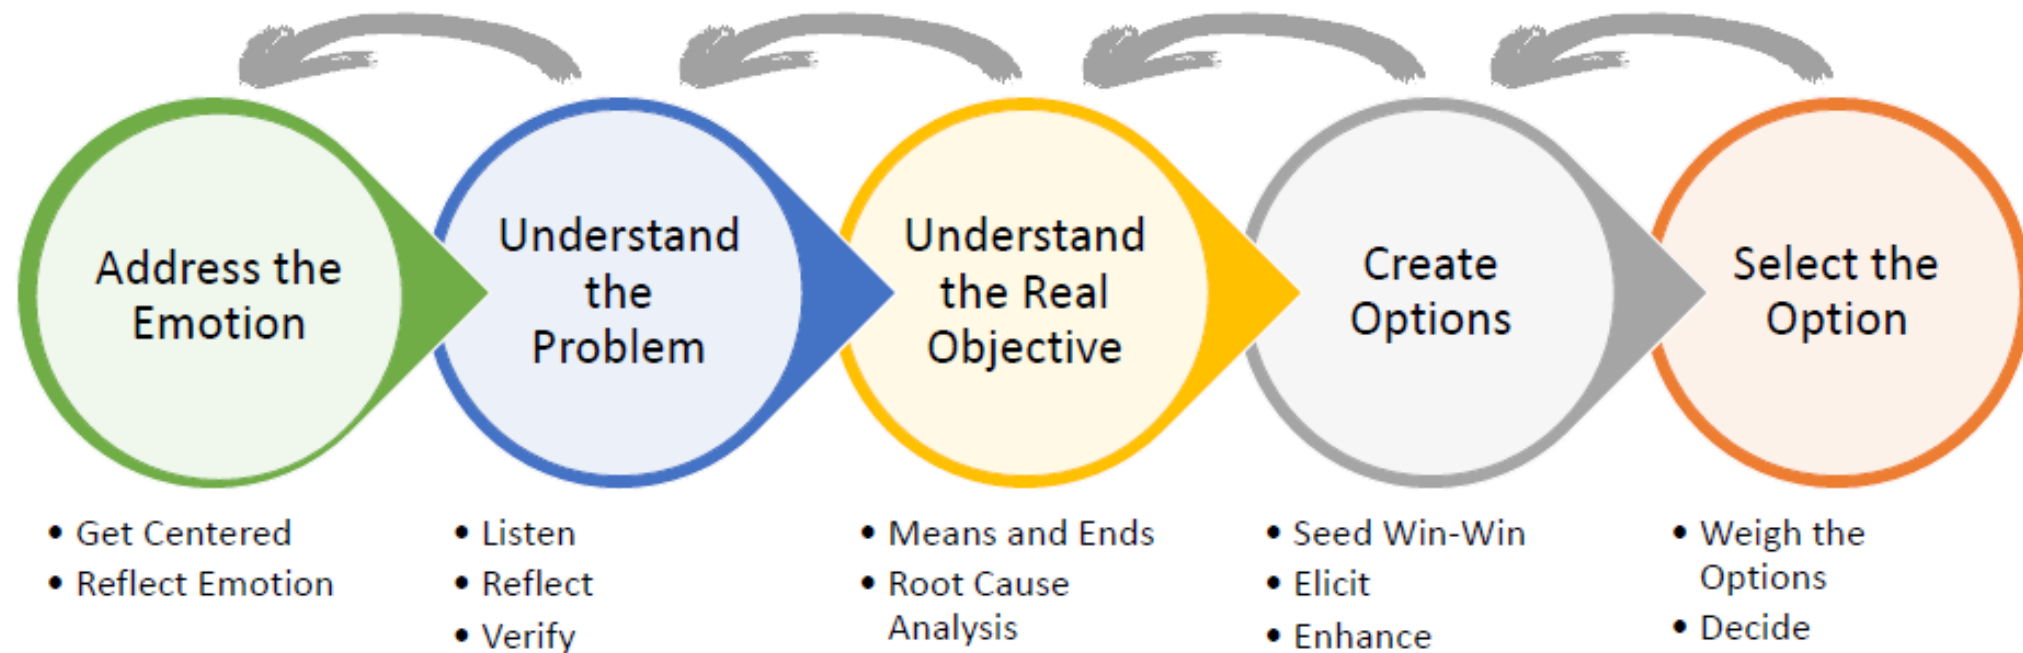 Address the
Emotion
Understand
the
Problem
Understand
the Real
Objective
Create
Options
Select the
Option
• Get Centered
• Reflect Emotion
• Listen
• Reflect
• Verify
• Means and Ends
• Root Cause
Analysis
• Seed Win-Win
• Elicit
• Enhance
• Weigh the
Options
• Decide